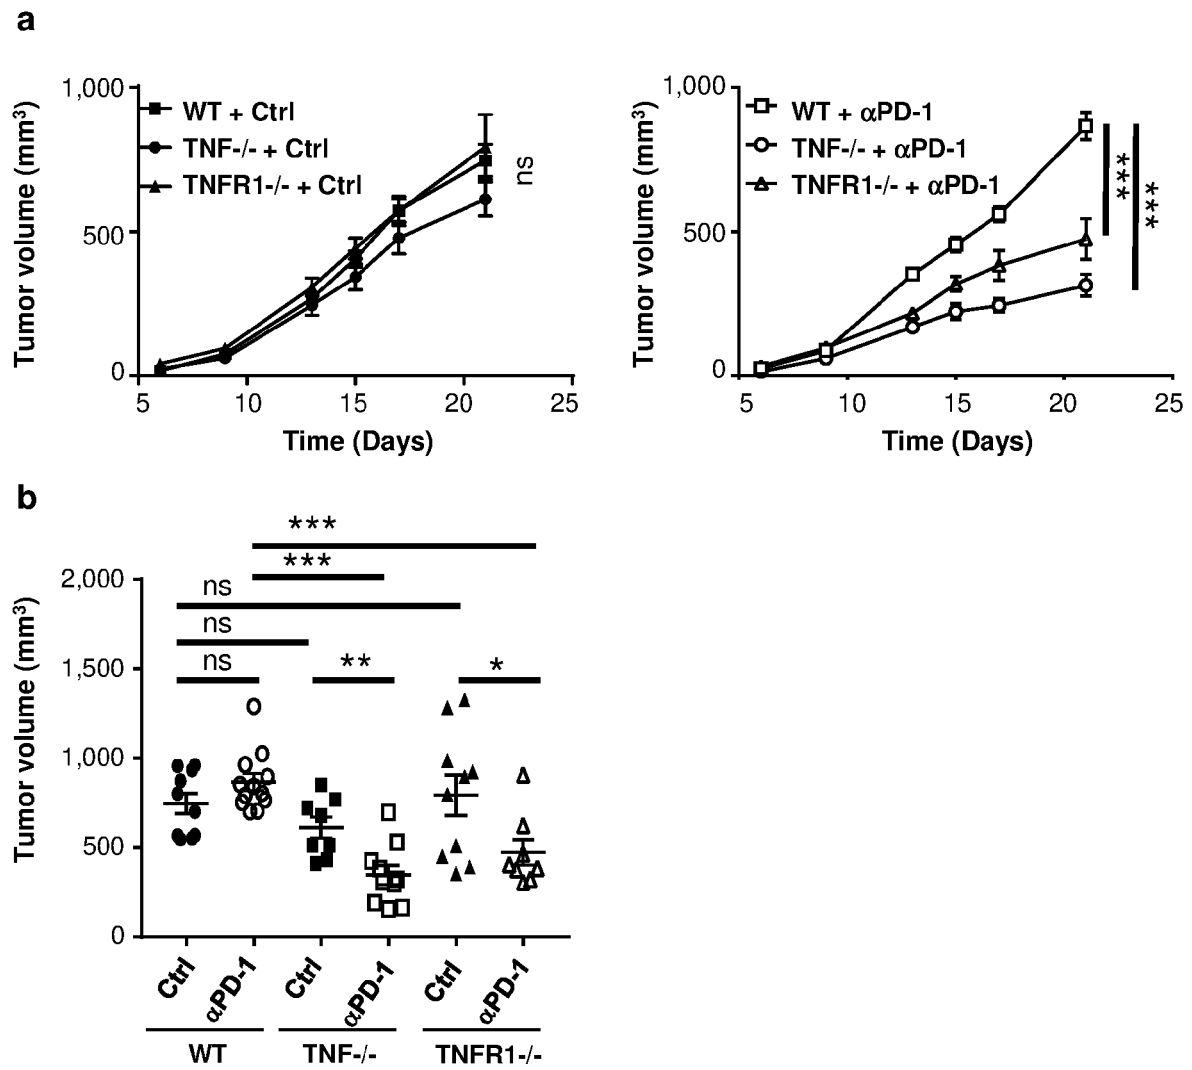 a
Tumor volume (mm³)
1,000
500
0
WT + Ctrl
TNF-/- + Ctrl
TNFR1-/- + Ctrl
ns
5 10 15 20 25
Time (Days)
Tumor volume (mm³)
1,000
500
0
WT + αPD-1
TNF-/- + αPD-1
TNFR1-/- + αPD-1
***
***
5 10 15 20 25
Time (Days)
b
Tumor volume (mm³)
2,000
1,500
1,000
500
0
***
***
ns
ns
ns
**
*
Ctrl αPD-1 Ctrl αPD-1 Ctrl αPD-1
WT TNF-/- TNFR1-/-